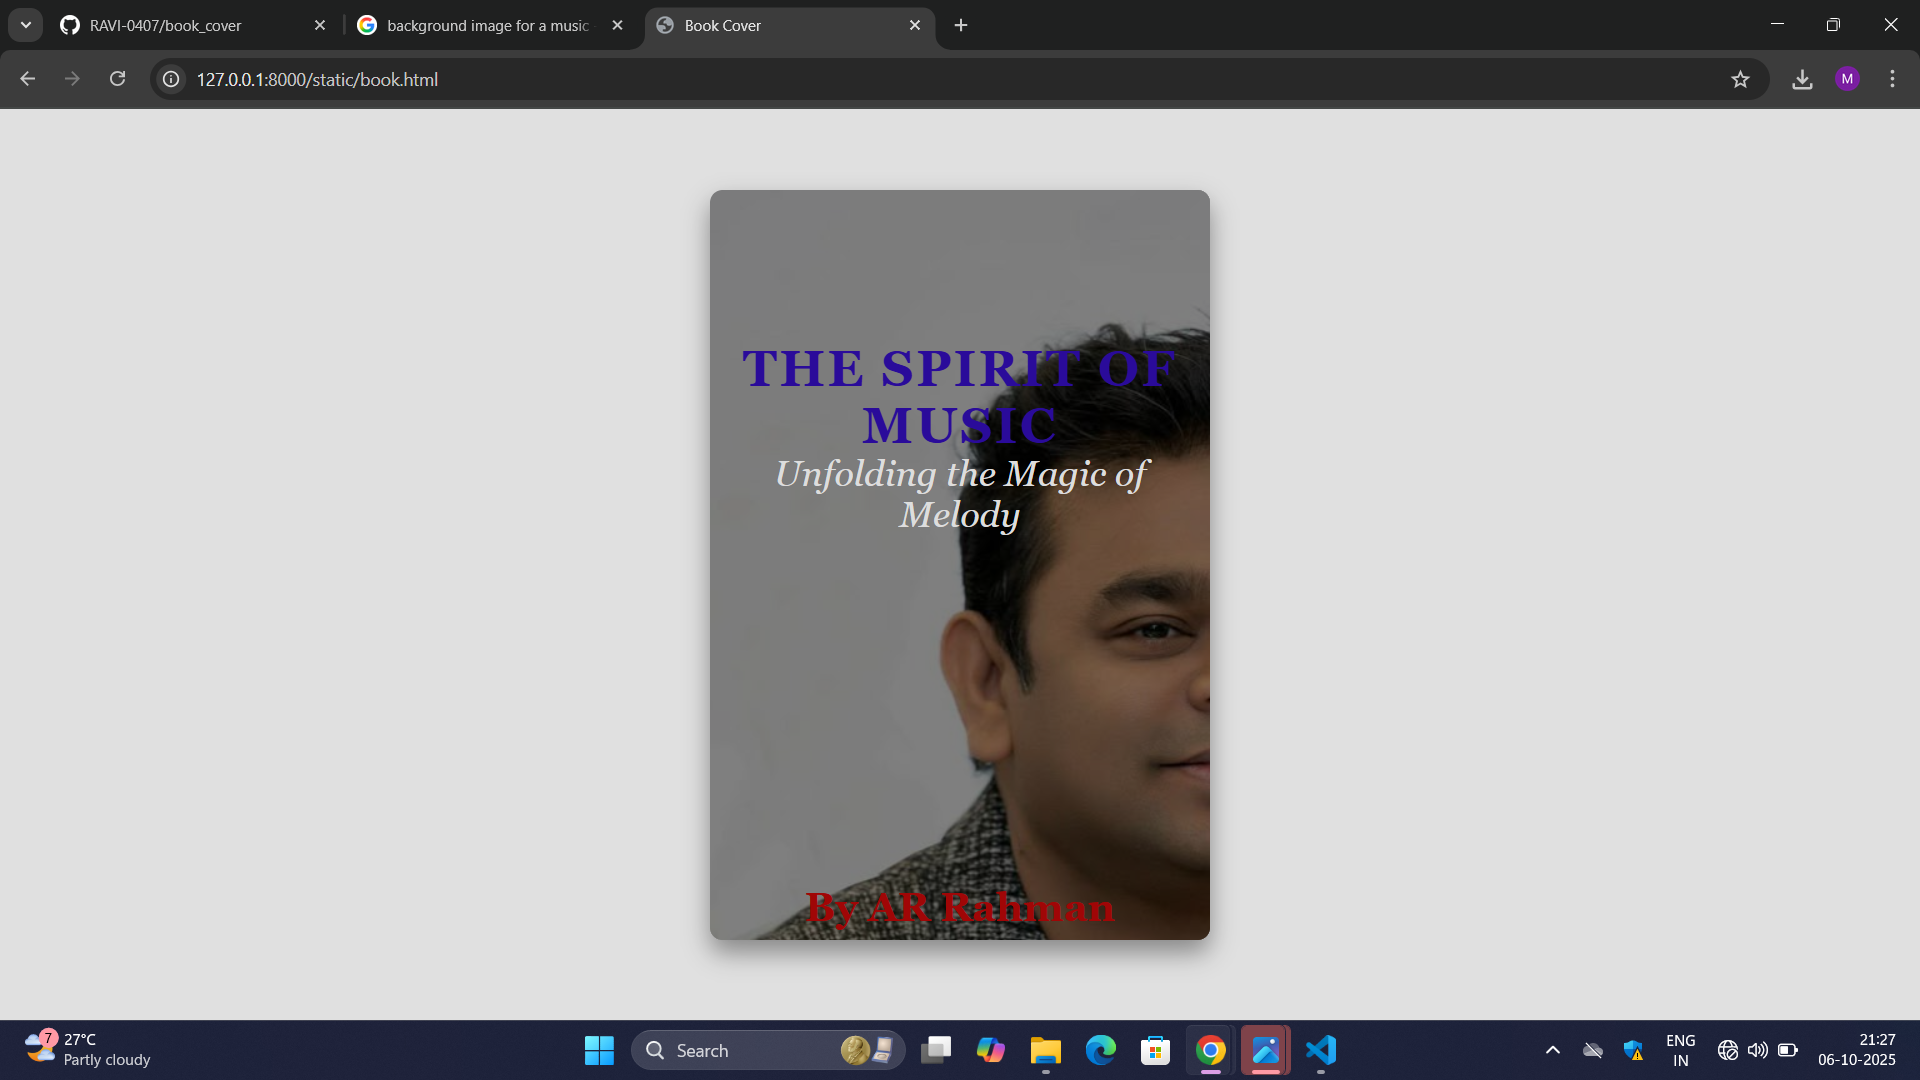 RAVI-0407/book_cover
background image for a music
Book Cover
127.0.0.1:8000/static/book.html
M
THE SPIRIT OF
MUSIC
Unfolding the Magic of
Melody
By AR Rahman
7
27°C
Partly cloudy
Search
ENG
IN
21:27
06-10-2025